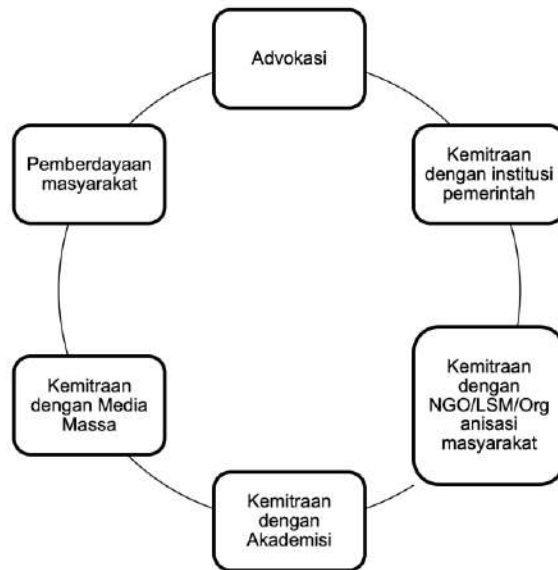 Advokasi
Kemitraan
dengan institusi
pemerintah
Kemitraan
dengan
NGO/LSM/Org
anisasi
masyarakat
Kemitraan
dengan
Akademisi
Kemitraan
dengan Media
Massa
Pemberdayaan
masyarakat